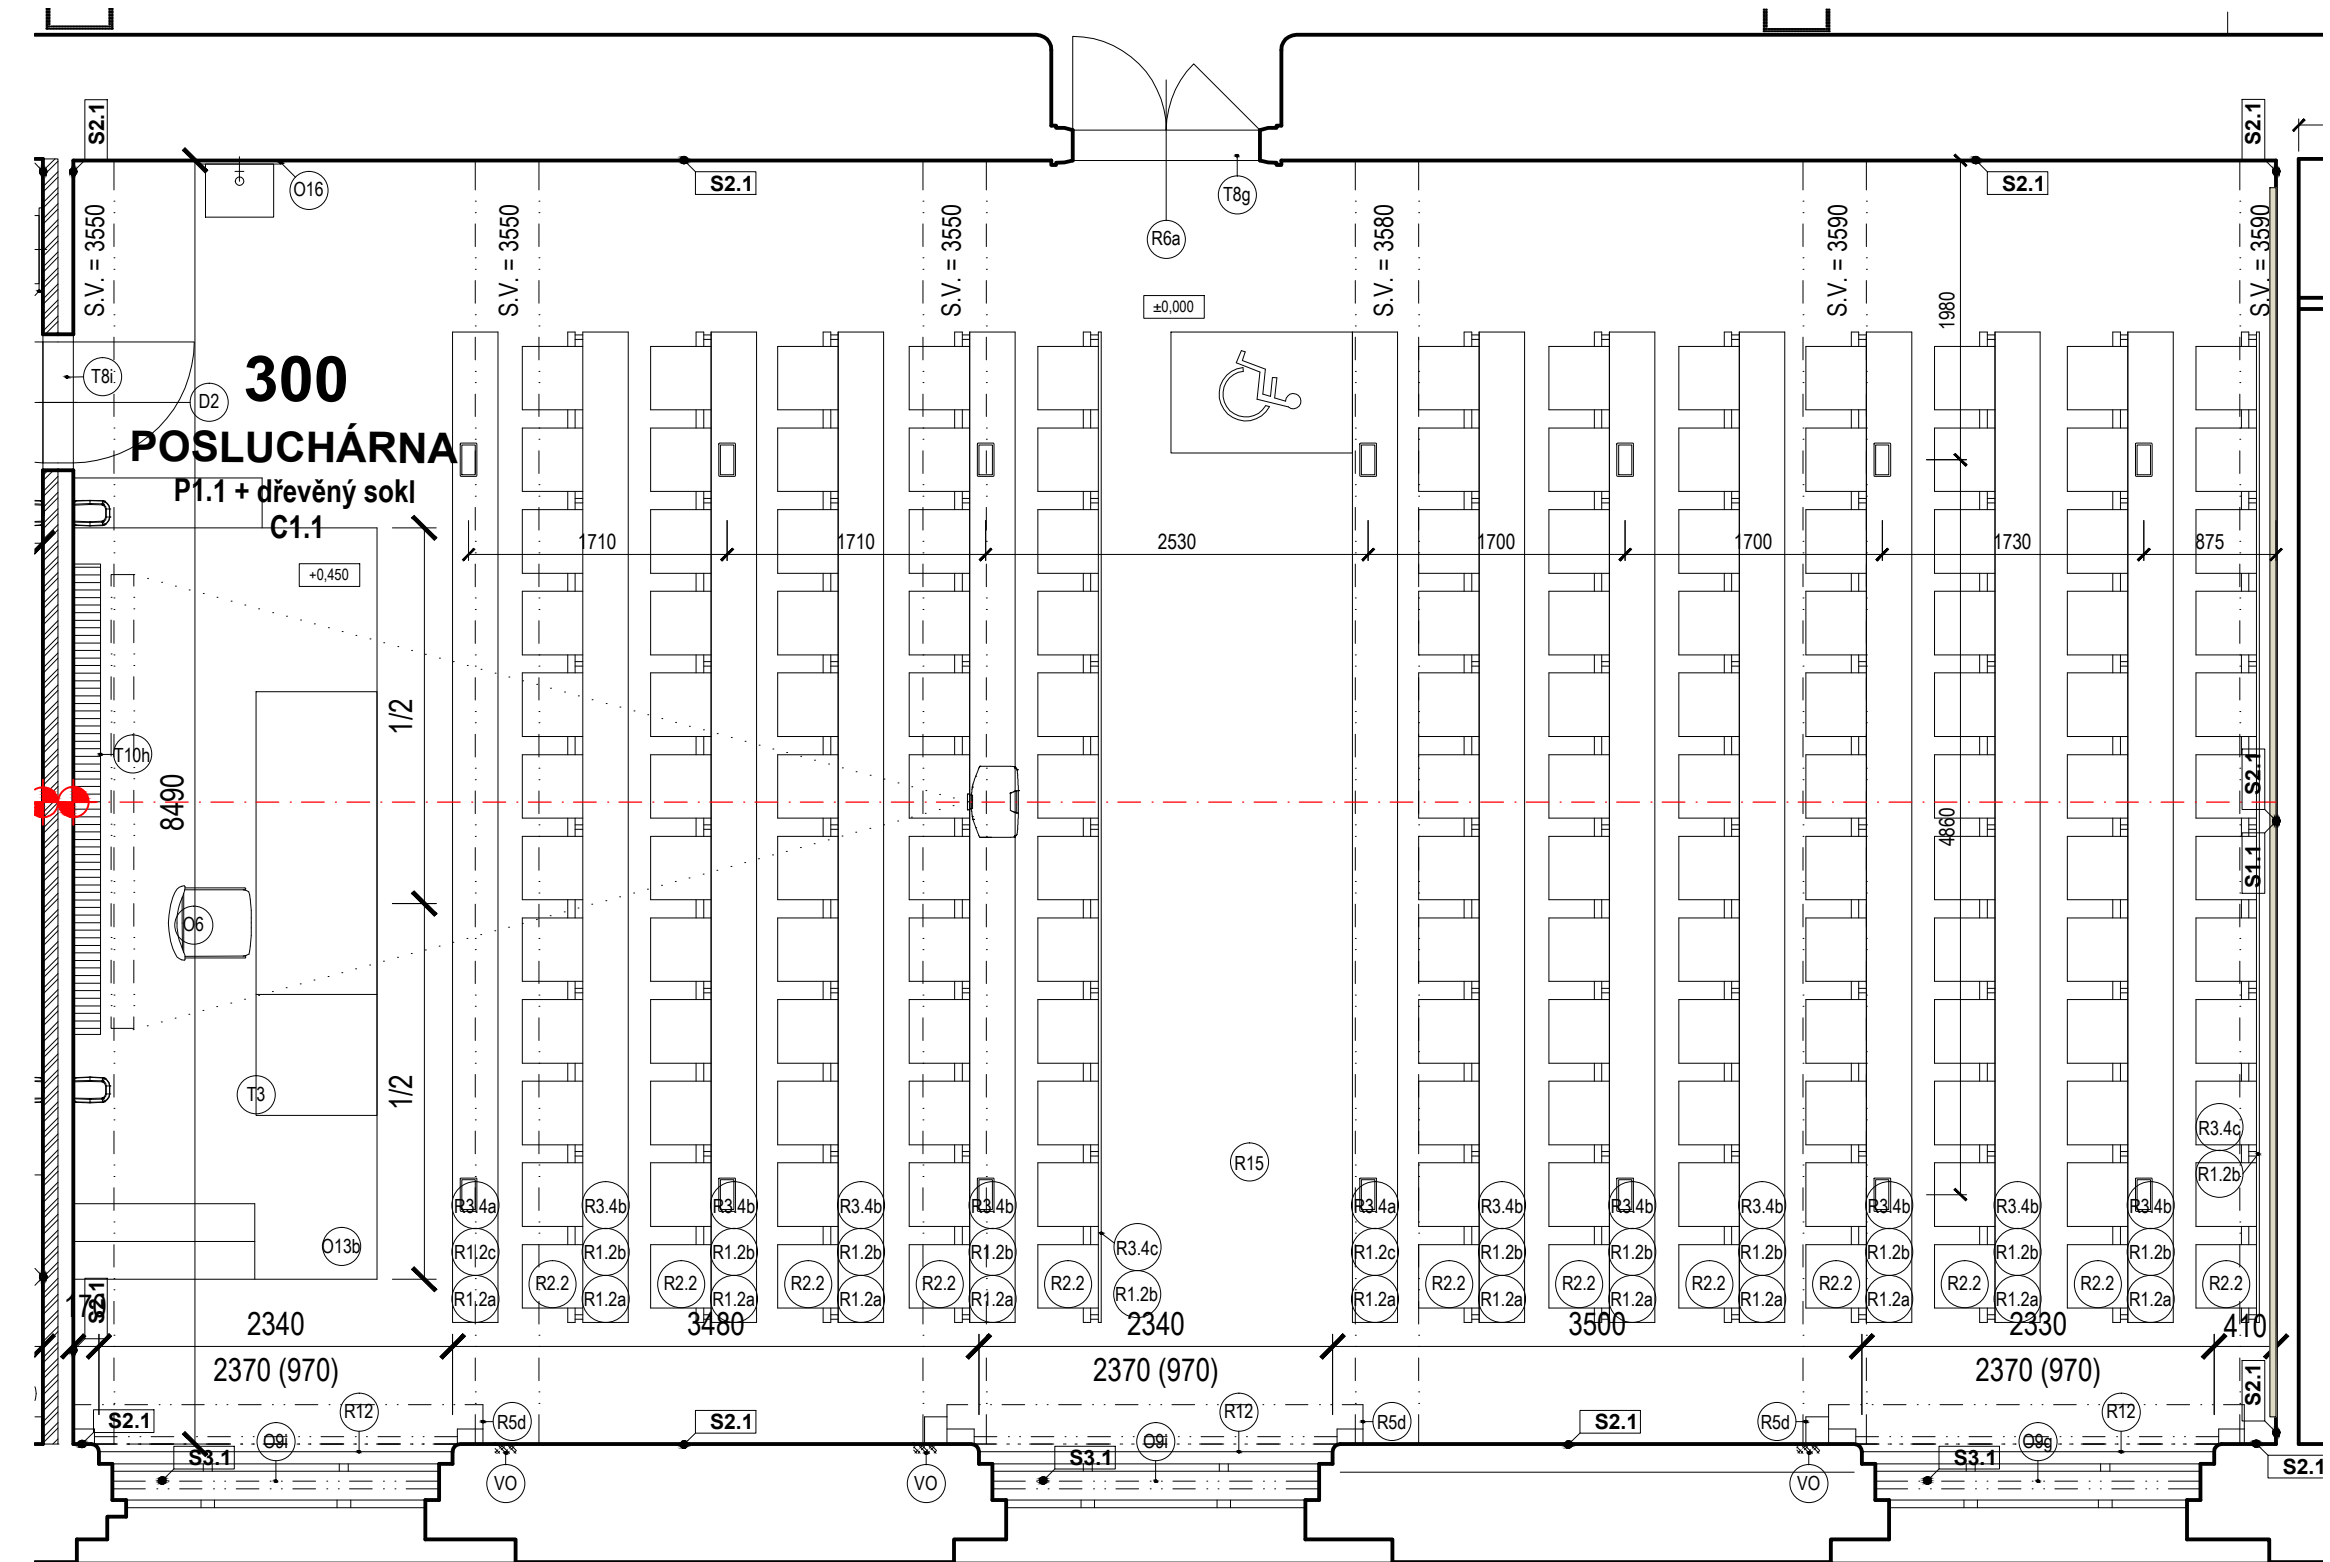 S2.1
S2.1
O16
S2.1
T8g
S2.1
R6a
S.V. = 3550
S.V. = 3550
S.V. = 3550
S.V. = 3580
S.V. = 3590
S.V. = 3590
±0,000
1980
T8i
D2
300
POSLUCHÁRNA
P1.1 + dřevěný sokl
C1.1
+0,450
1710
1710
2530
1700
1700
1730
875
1/2
T10h
8490
S2.1
4860
S1.1
O6
1/2
T3
R15
R3.4c
R1.2b
O13b
R3.4a
R3.4b
R3.4b
R3.4b
R3.4b
R3.4a
R3.4b
R3.4b
R3.4b
R3.4b
R3.4b
R3.4b
R1.2c
R1.2b
R1.2b
R1.2b
R1.2b
R3.4c
R1.2c
R1.2b
R1.2b
R1.2b
R1.2b
R1.2b
R1.2b
R2.2
R2.2
R2.2
R2.2
R2.2
R2.2
R2.2
R2.2
R2.2
R2.2
R2.2
R2.2
R1.2a
R1.2a
R1.2a
R1.2a
R1.2a
R1.2b
R1.2a
R1.2a
R1.2a
R1.2a
R1.2a
R1.2a
R1.2a
S2.1
2340
3480
2340
3500
2330
410
2370 (970)
2370 (970)
2370 (970)
S2.1
R12
R5d
S2.1
R12
R5d
S2.1
R5d
R12
S2.1
O9i
O9i
O9g
S3.1
S3.1
S3.1
S2.1
VO
VO
VO